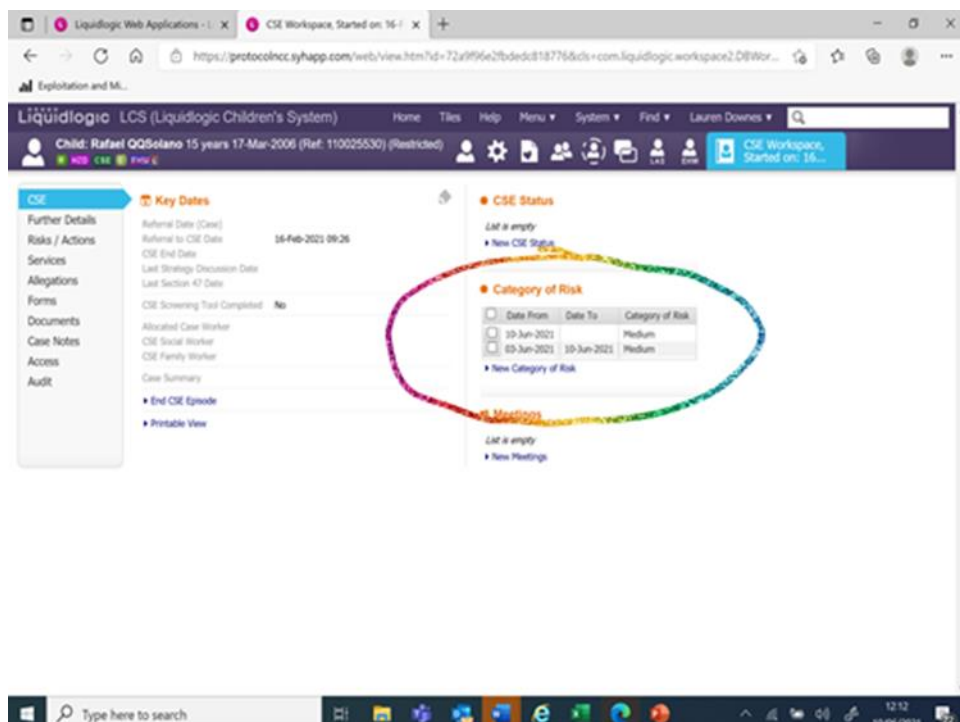 Liquidlogic Web Applications - L
CSE Workspace, Started on: 16-F
https://protocolncc.syhapp.com/web/view.htm?id=72a9f96e2fbdedc818776&cls=com.liquidlogic.workspace2.DBWor...
Exploitation and Mi...
Liquidlogic LCS (Liquidlogic Children's System) Home Tiles Help Menu System Find Lauren Downes
Child: Rafael QQSolano 15 years 17-Mar-2006 (Ref: 110025530) (Restricted)
CSE
LAS
EHM
CSE Workspace,
Started on: 16...
CSE
Further Details
Risks / Actions
Services
Allegations
Forms
Documents
Case Notes
Access
Audit
Key Dates
Referral Date (Case)
Referral to CSE Date 16-Feb-2021 09:26
CSE End Date
Last Strategy Discussion Date
Last Section 47 Date
CSE Screening Tool Completed No
Allocated Case Worker
CSE Social Worker
CSE Family Worker
Case Summary
End CSE Episode
Printable View
CSE Status
List is empty
New CSE Status
Category of Risk
Date From Date To Category of Risk
10-Jun-2021 Medium
03-Jun-2021 10-Jun-2021 Medium
New Category of Risk
Meetings
List is empty
New Meetings
Type here to search
12:12